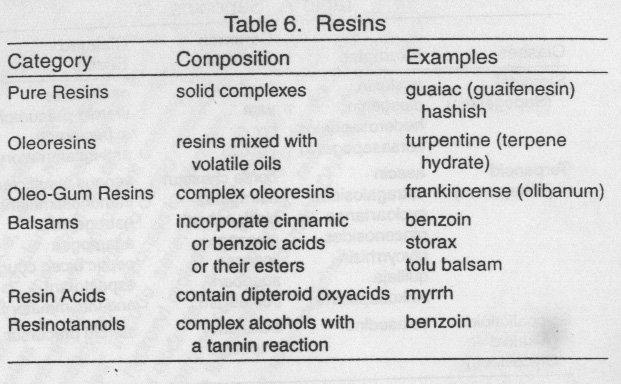 Table 6. Resins
Category Composition Examples
Pure Resins solid complexes guaiac (guaifenesin)
hashish
Oleoresins resins mixed with turpentine (terpene
volatile oils hydrate)
Oleo-Gum Resins complex oleoresins frankincense (olibanum)
Balsams incorporate cinnamic benzoin
or benzoic acids storax
or their esters tolu balsam
Resin Acids contain dipteroid oxyacids myrrh
Resinotannols complex alcohols with benzoin
a tannin reaction